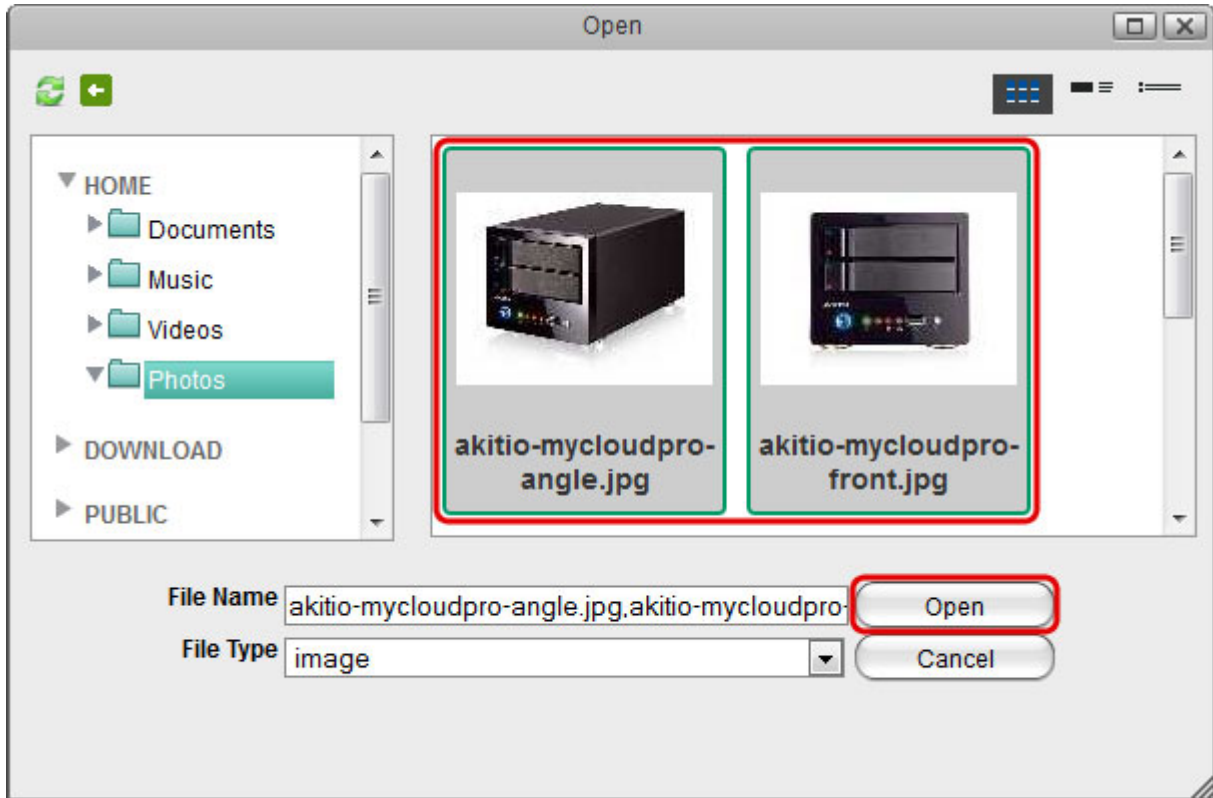 Open
HOME
Documents
Music
Videos
Photos
DOWNLOAD
PUBLIC
akitio-mycloudpro-
angle.jpg
akitio-mycloudpro-
front.jpg
File Name akitio-mycloudpro-angle.jpg,akitio-mycloudpro- Open
File Type image Cancel